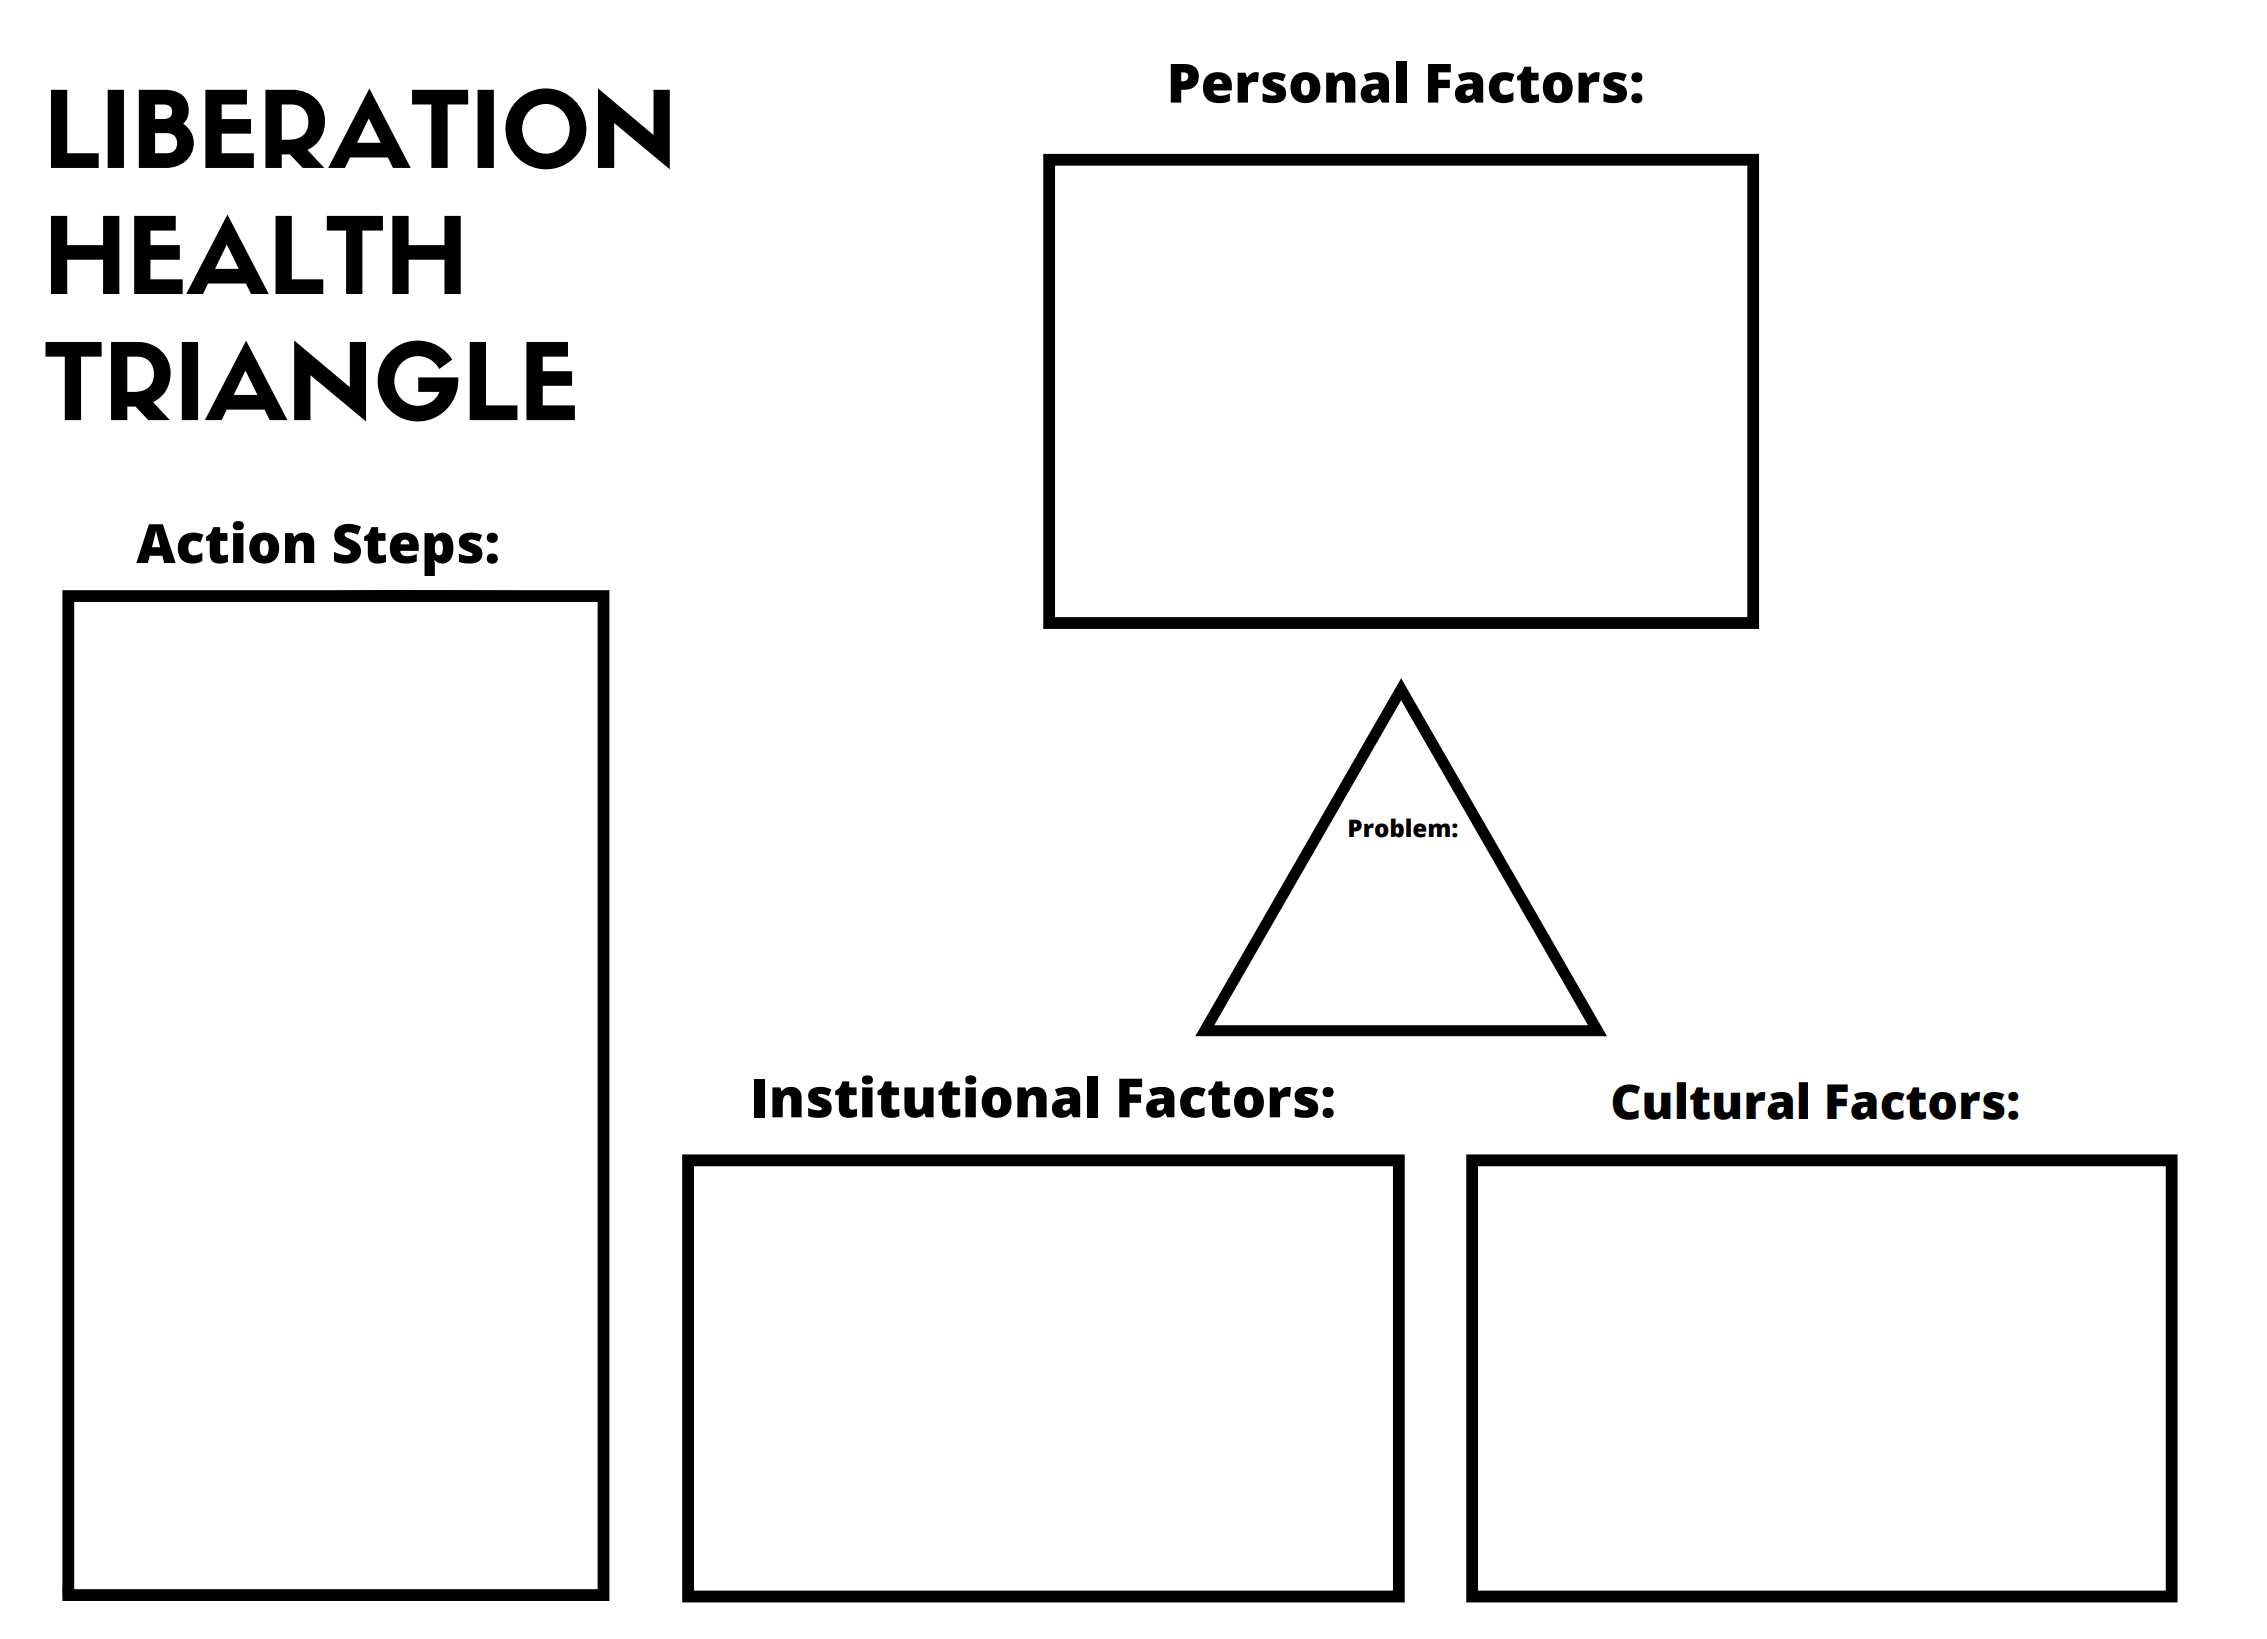 LIBERATION
HEALTH
TRIANGLE
Personal Factors:
Action Steps:
Problem:
Institutional Factors:
Cultural Factors: